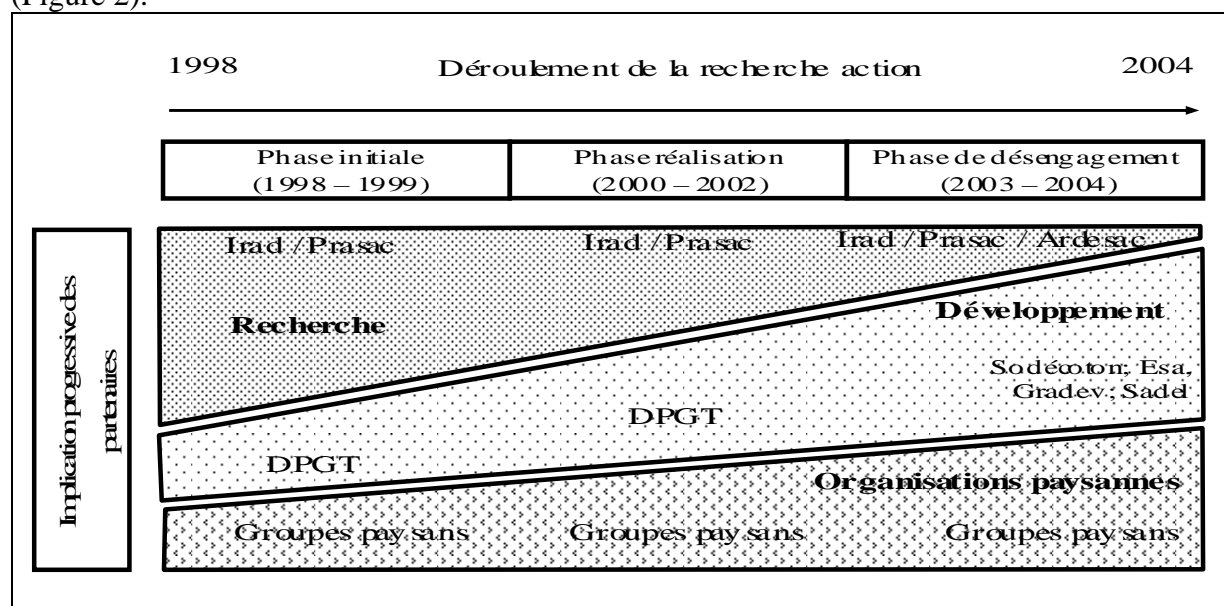 (Figure 2).
1998 Déroulement de la recherche action 2004
Phase initiale Phase réalisation Phase de désengagement
(1998 – 1999) (2000 – 2002) (2003 – 2004)
Implication progessive des
partenaires
Irad / Prasac Irad / Prasac Irad / Prasac / Ardesac
Recherche
Développement
Sodécoton; Esa,
Gradev.; Sadel
DPGT
DPGT
Organisations paysannes
Groupes paysans Groupes paysans Groupes paysans